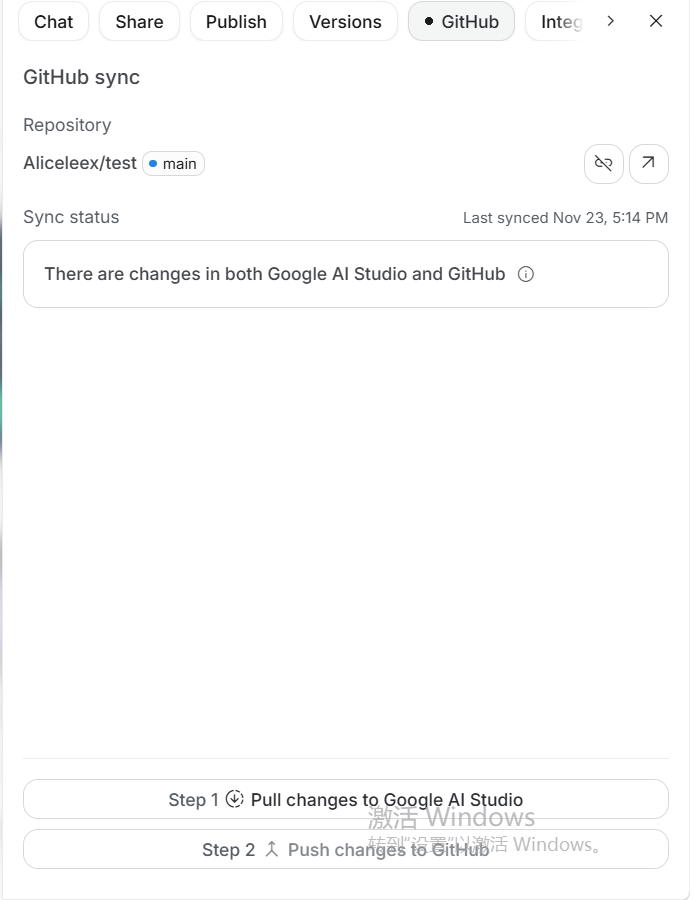 Chat Share Publish Versions GitHub Integ
GitHub sync
Repository
Aliceleex/test main
Sync status Last synced Nov 23, 5:14 PM
There are changes in both Google AI Studio and GitHub
Step 1 Pull changes to Google AI Studio
激活 Windows
转到“设置”以激活 Windows。
Step 2 Push changes to GitHub